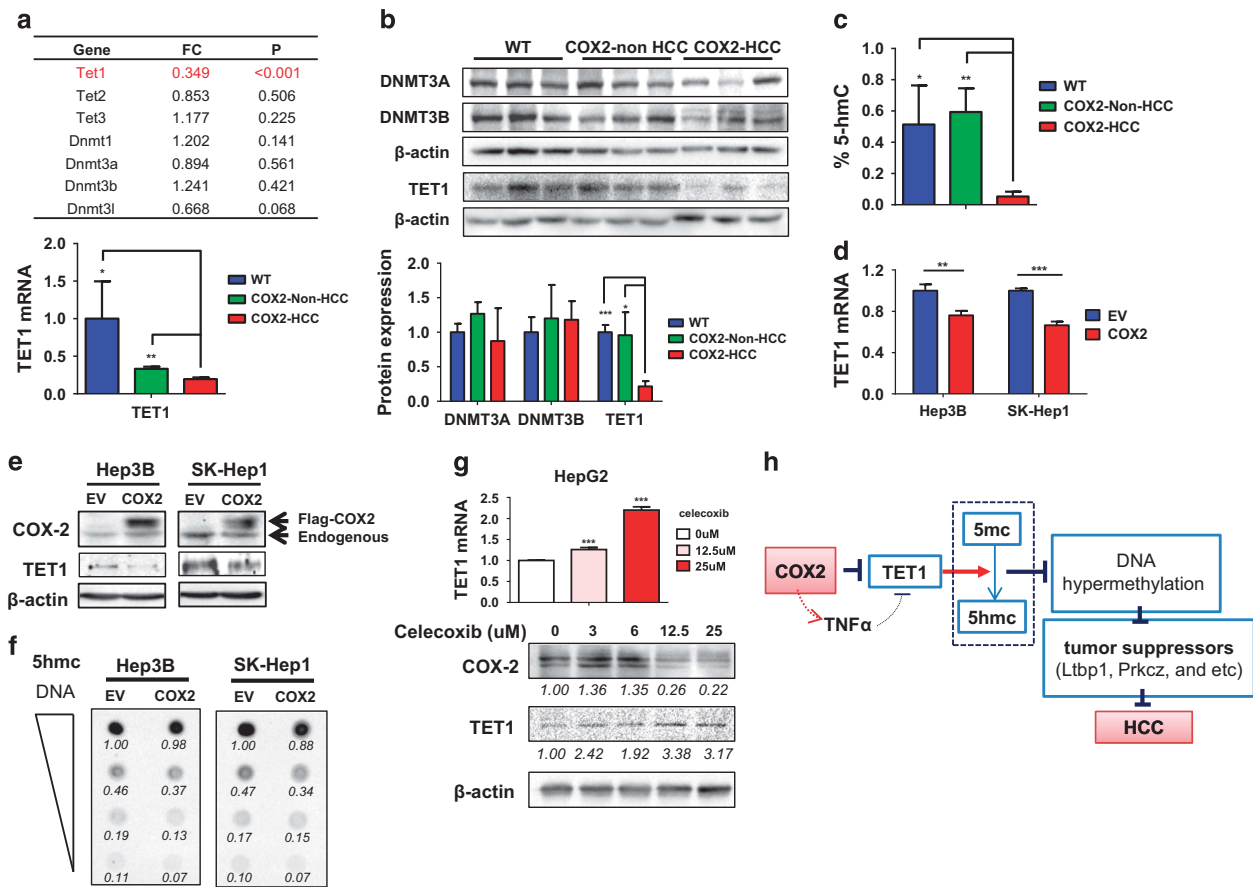 a
Gene FC P
Tet1 0.349 <0.001
Tet2 0.853 0.506
Tet3 1.177 0.225
Dnmt1 1.202 0.141
Dnmt3a 0.894 0.561
Dnmt3b 1.241 0.421
Dnmt3l 0.668 0.068
TET1 mRNA
2.0
1.5
1.0
0.5
0.0
*
**
TET1
WT
COX2-Non-HCC
COX2-HCC
b
WT COX2-non HCC COX2-HCC
DNMT3A
DNMT3B
β-actin
TET1
β-actin
Protein expression
2.0
1.5
1.0
0.5
0.0
***
*
DNMT3A DNMT3B TET1
WT
COX2-Non-HCC
COX2-HCC
c
% 5-hmC
1.0
0.8
0.6
0.4
0.2
0.0
*
**
WT
COX2-Non-HCC
COX2-HCC
d
TET1 mRNA
1.2
0.8
0.4
0.0
**
***
Hep3B SK-Hep1
EV
COX2
e
Hep3B SK-Hep1
EV COX2 EV COX2
COX-2
Flag-COX2
Endogenous
TET1
β-actin
f
5hmc Hep3B SK-Hep1
DNA
EV COX2 EV COX2
1.00 0.98 1.00 0.88
0.46 0.37 0.47 0.34
0.19 0.13 0.17 0.15
0.11 0.07 0.10 0.07
g
HepG2
TET1 mRNA
2.5
2.0
1.5
1.0
0.5
0.0
***
***
celecoxib
0uM
12.5uM
25uM
Celecoxib (uM) 0 3 6 12.5 25
COX-2
1.00 1.36 1.35 0.26 0.22
TET1
1.00 2.42 1.92 3.38 3.17
β-actin
h
COX2
TET1
TNFα
5mc
5hmc
DNA
hypermethylation
tumor suppressors
(Ltbp1, Prkcz, and etc)
HCC